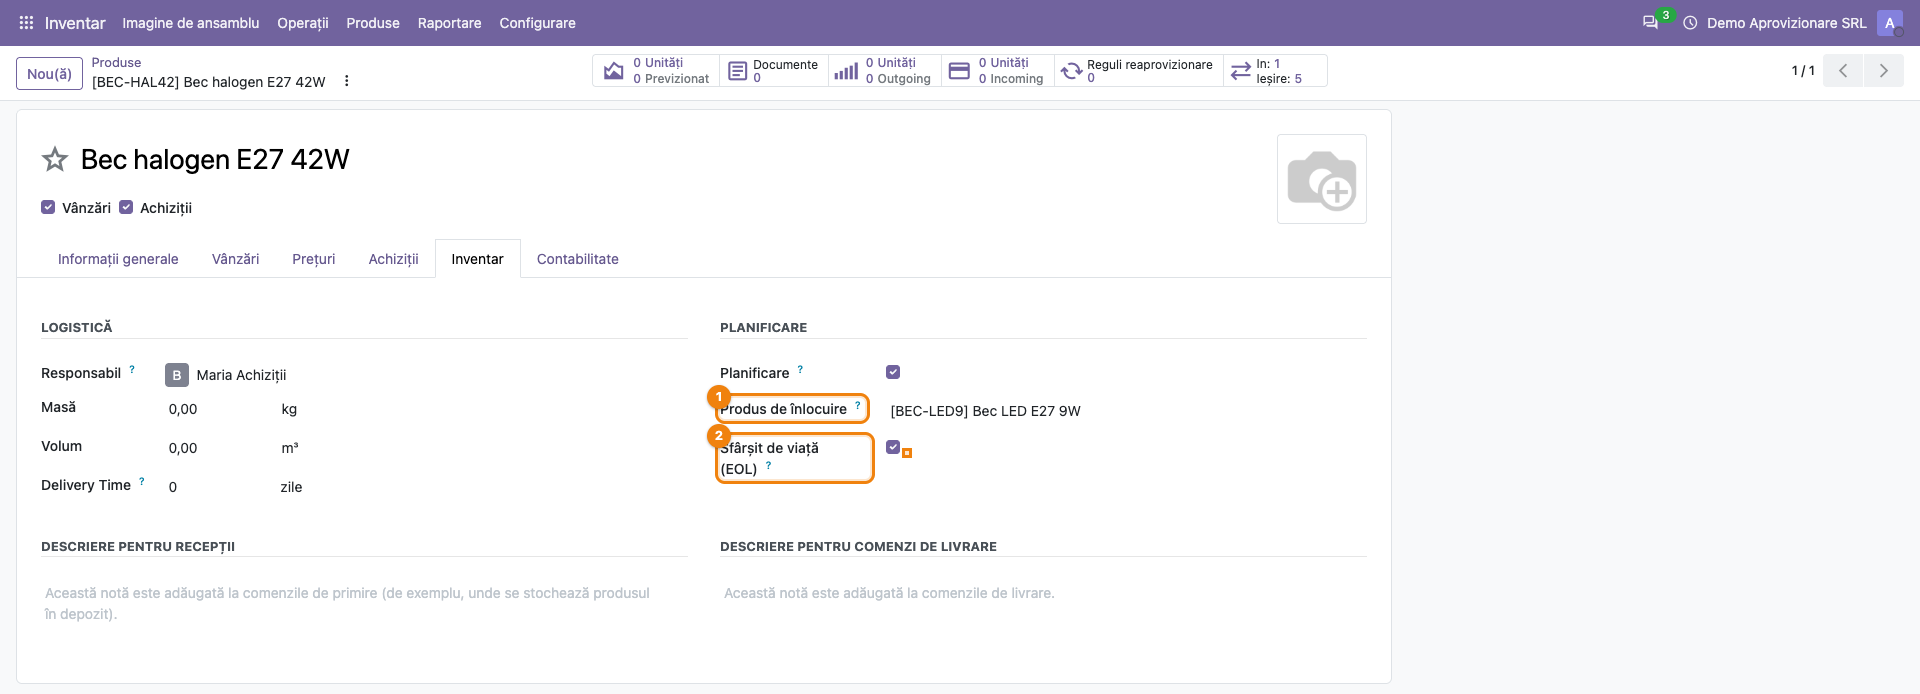 Inventar Imagine de ansamblu Operații Produse Raportare Configurare 3 Demo Aprovizionare SRL A
Nou(ă)
Produse
[BEC-HAL42] Bec halogen E27 42W
0 Unități
0 Previzionat
Documente
0
0 Unități
0 Outgoing
0 Unități
0 Incoming
Reguli reaprovizionare
0
In: 1
Ieșire: 5
1 / 1
Bec halogen E27 42W
Vânzări Achiziții
Informații generale Vânzări Prețuri Achiziții Inventar Contabilitate
LOGISTICĂ
Responsabil ? B Maria Achiziții
Masă 0,00 kg
Volum 0,00 m³
Delivery Time ? 0 zile
PLANIFICARE
Planificare ?
1
Produs de înlocuire ? [BEC-LED9] Bec LED E27 9W
2
Sfârșit de viață
(EOL) ?
DESCRIERE PENTRU RECEPȚII
Această notă este adăugată la comenzile de primire (de exemplu, unde se stochează produsul
în depozit).
DESCRIERE PENTRU COMENZI DE LIVRARE
Această notă este adăugată la comenzile de livrare.